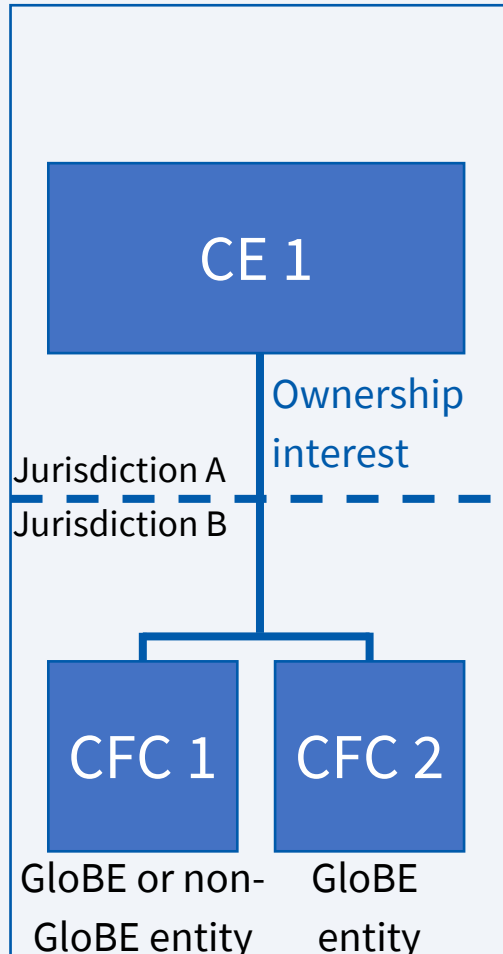 CE 1
Ownership
interest
Jurisdiction A
Jurisdiction B
CFC 1
CFC 2
GloBE or non-
GloBE entity
GloBE
entity